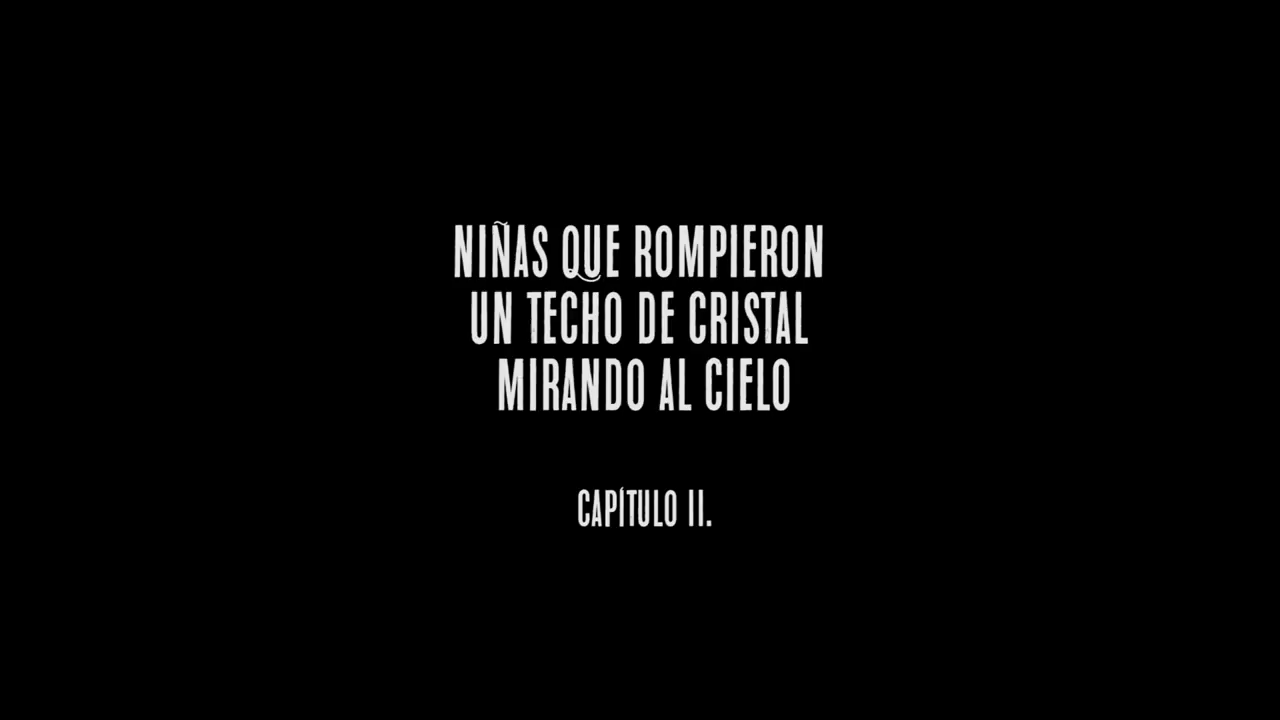 NIÑAS QUE ROMPIERON
UN TECHO DE CRISTAL
MIRANDO AL CIELO
CAPÍTULO II.